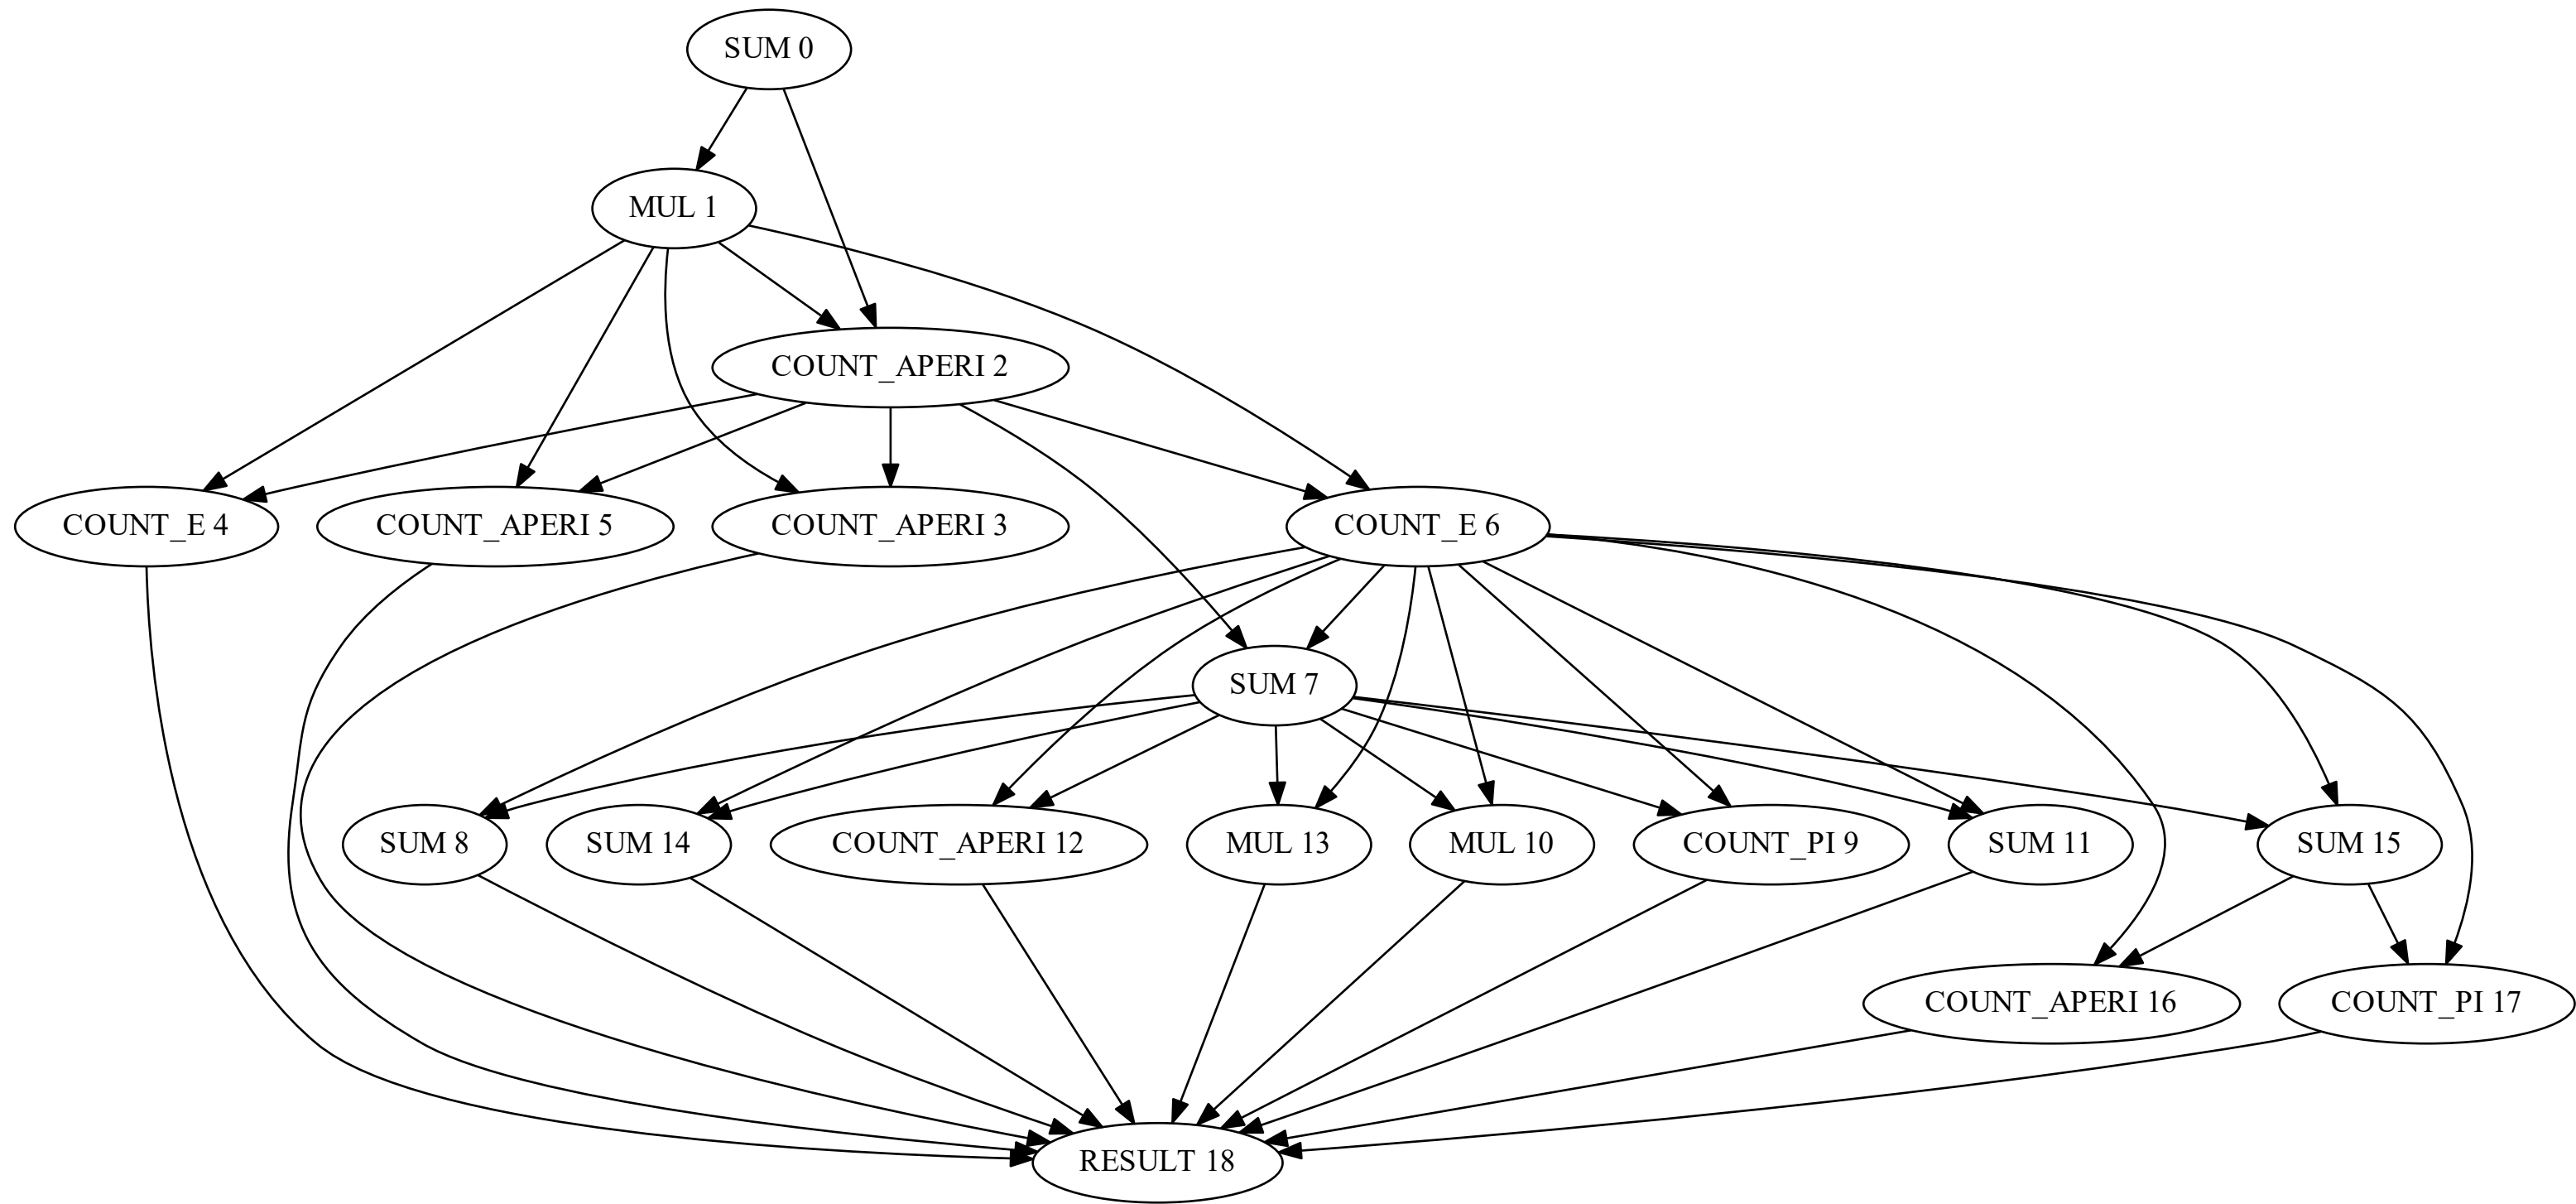 SUM 0
MUL 1
COUNT_APERI 2
COUNT_E 4
COUNT_APERI 5
COUNT_APERI 3
COUNT_E 6
SUM 7
SUM 8
SUM 14
COUNT_APERI 12
MUL 13
MUL 10
COUNT_PI 9
SUM 11
SUM 15
COUNT_APERI 16
COUNT_PI 17
RESULT 18